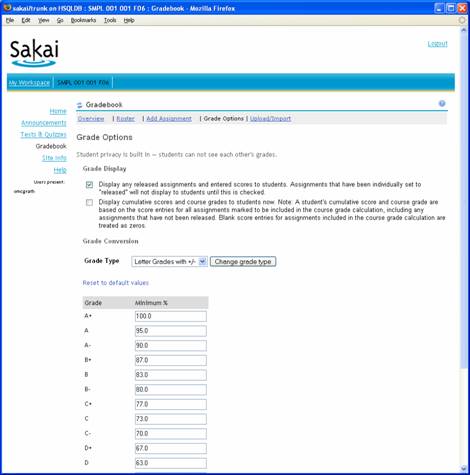 sakai/trunk on HSQLDB : SMPL 001 001 F06 : Gradebook - Mozilla Firefox
File Edit View Go Bookmarks Tools Help
Sakai
Logout
My Workspace SMPL 001 001 F06
Home
Announcements
Tests & Quizzes
Gradebook
Site Info
Help
Users present:
omcgrath
Gradebook
Overview | Roster | Add Assignment | Grade Options | Upload/Import
Grade Options
Student privacy is built in — students can not see each other's grades.
Grade Display
Display any released assignments and entered scores to students. Assignments that have been individually set to
"released" will not display to students until this is checked.
Display cumulative scores and course grades to students now. Note: A student's cumulative score and course grade are
based on the score entries for all assignments marked to be included in the course grade calculation, including any
assignments that have not been released. Blank score entries for assignments included in the course grade calculation are
treated as zeros.
Grade Conversion
Grade Type Letter Grades with +/- Change grade type
Reset to default values
Grade Minimum %
A+ 100.0
A 95.0
A- 90.0
B+ 87.0
B 83.0
B- 80.0
C+ 77.0
C 73.0
C- 70.0
D+ 67.0
D 63.0